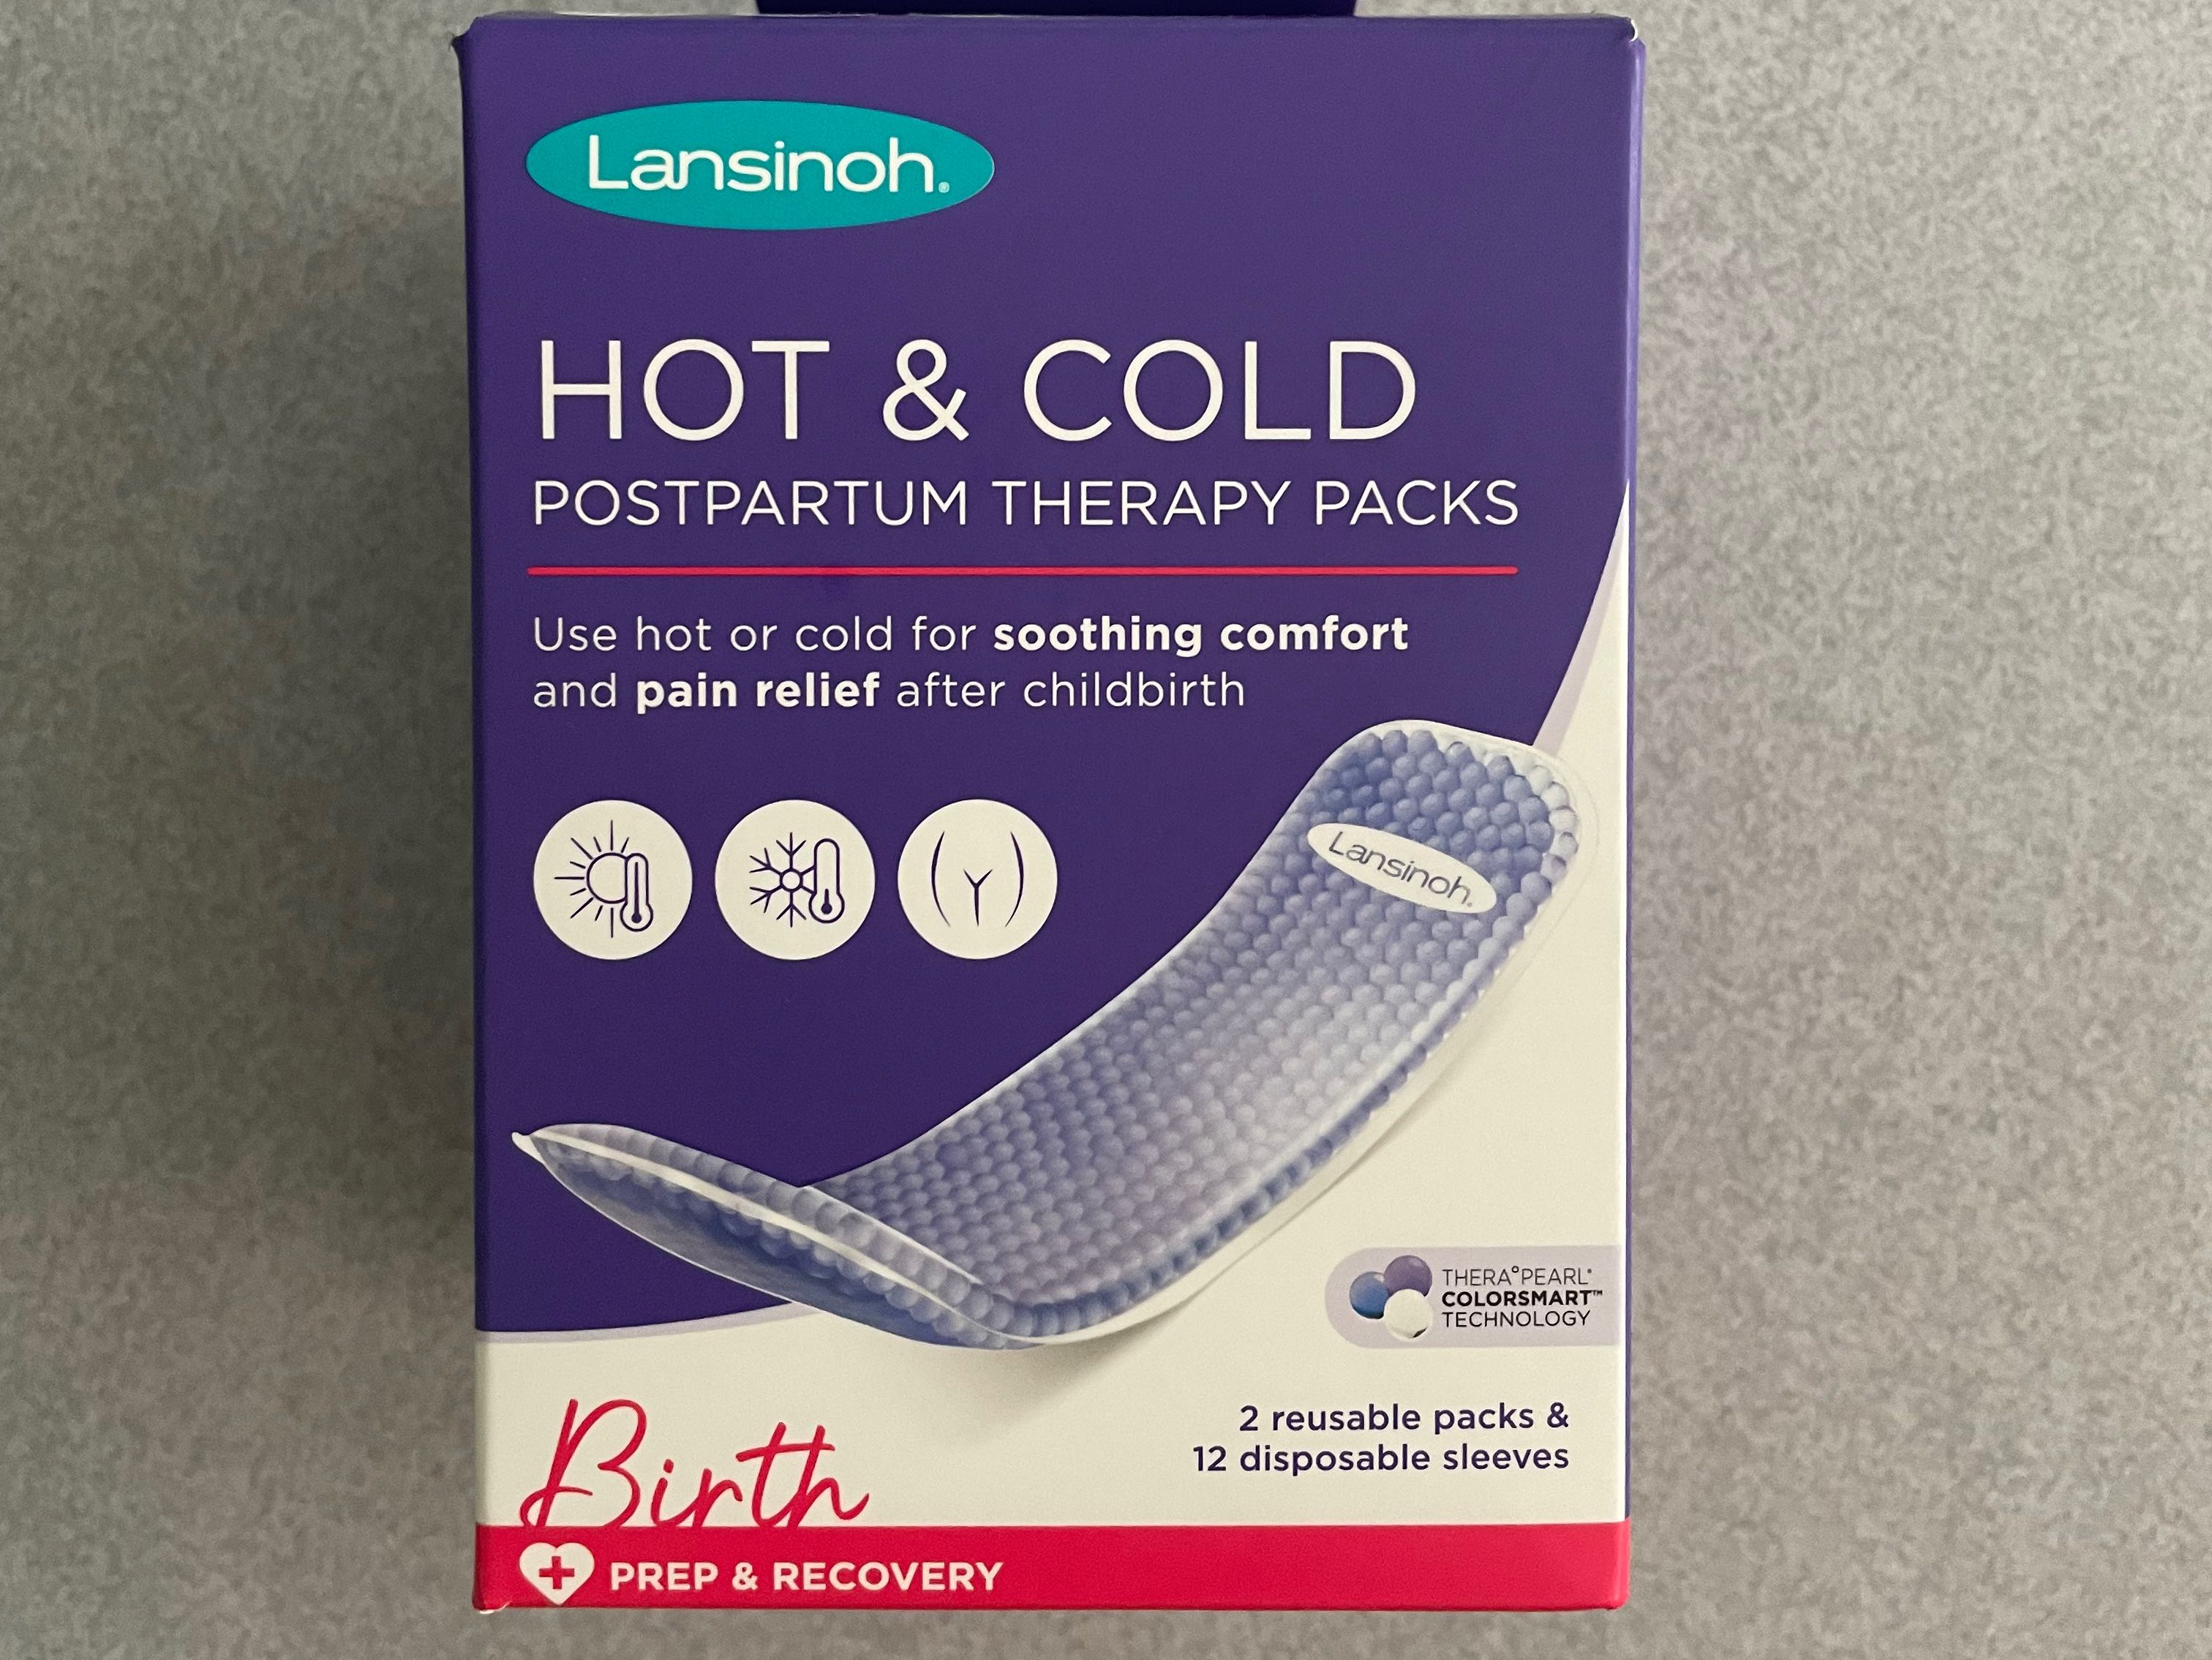 Lansinoh®
HOT & COLD
POSTPARTUM THERAPY PACKS
Use hot or cold for soothing comfort
and pain relief after childbirth
Lansinoh®
THERA°PEARL®
COLORSMART™
TECHNOLOGY
2 reusable packs &
12 disposable sleeves
Birth
PREP & RECOVERY